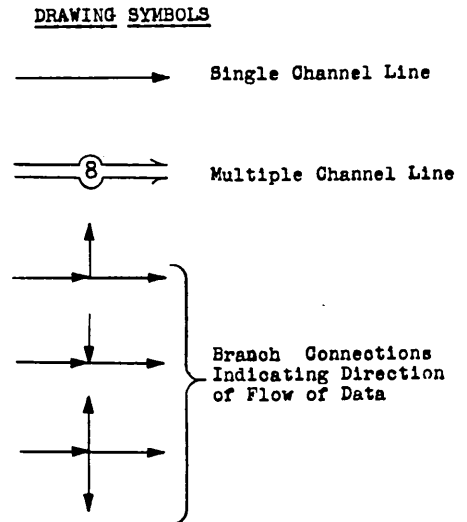 DRAWING SYMBOLS
Single Channel Line
8
Multiple Channel Line
Branch Connections
Indicating Direction
of Flow of Data